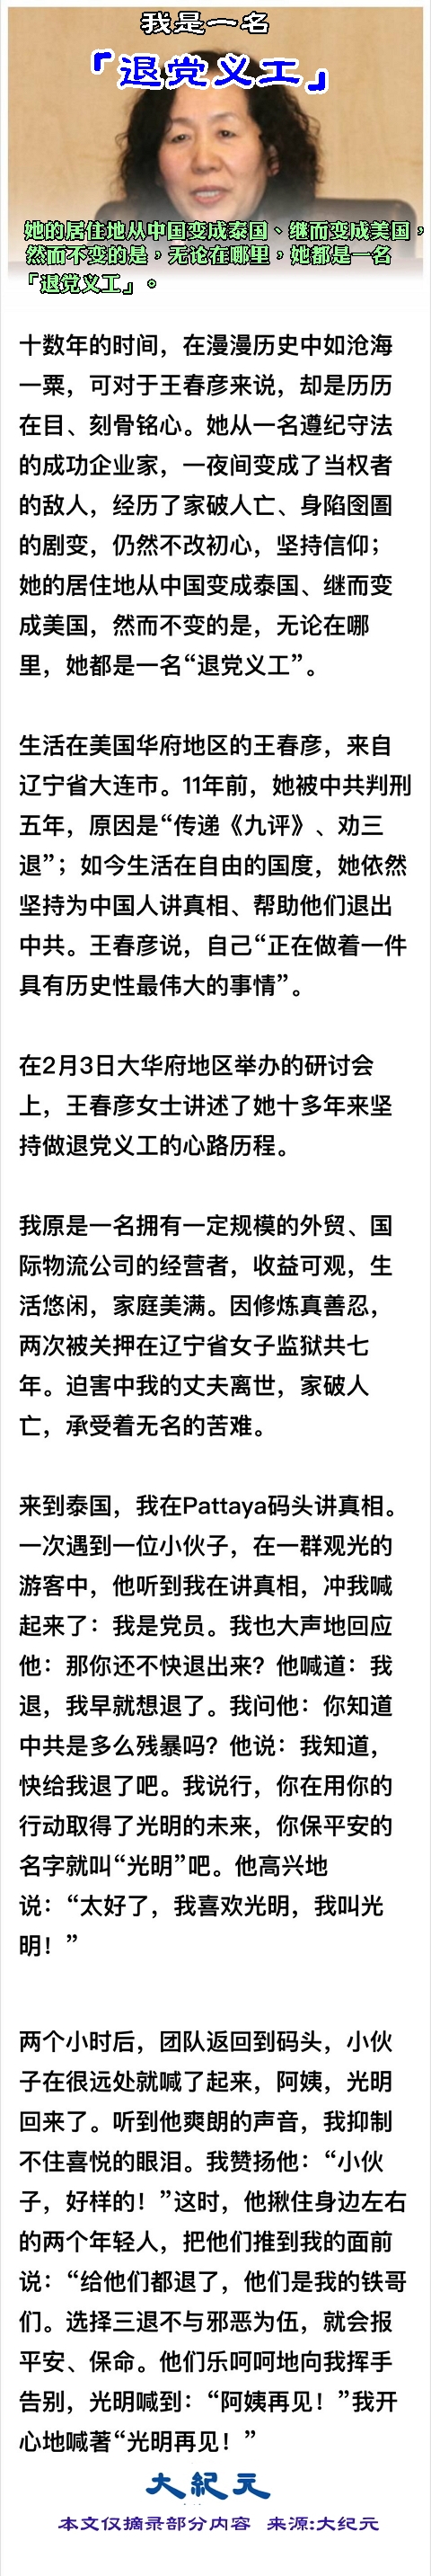 我是一名
「退党义工」
她的居住地从中国变成泰国、继而变成美国，
然而不变的是，无论在哪里，她都是一名
「退党义工」。
十数年的时间，在漫漫历史中如沧海
一粟，可对于王春彦来说，却是历历
在目、刻骨铭心。她从一名遵纪守法
的成功企业家，一夜间变成了当权者
的敌人，经历了家破人亡、身陷囹圄
的剧变，仍然不改初心，坚持信仰；
她的居住地从中国变成泰国、继而变
成美国，然而不变的是，无论在哪
里，她都是一名“退党义工”。
生活在美国华府地区的王春彦，来自
辽宁省大连市。11年前，她被中共判刑
五年，原因是“传递《九评》、劝三
退”；如今生活在自由的国度，她依然
坚持为中国人讲真相、帮助他们退出
中共。王春彦说，自己“正在做着一件
具有历史性最伟大的事情”。
在2月3日大华府地区举办的研讨会
上，王春彦女士讲述了她十多年来坚
持做退党义工的心路历程。
我原是一名拥有一定规模的外贸、国
际物流公司的经营者，收益可观，生
活悠闲，家庭美满。因修炼真善忍，
两次被关押在辽宁省女子监狱共七
年。迫害中我的丈夫离世，家破人
亡，承受着无名的苦难。
来到泰国，我在Pattaya码头讲真相。
一次遇到一位小伙子，在一群观光的
游客中，他听到我在讲真相，冲我喊
起来了：我是党员。我也大声地回应
他：那你还不快退出来？他喊道：我
退，我早就想退了。我问他：你知道
中共是多么残暴吗？他说：我知道，
快给我退了吧。我说行，你在用你的
行动取得了光明的未来，你保平安的
名字就叫“光明”吧。他高兴地
说：“太好了，我喜欢光明，我叫光
明！”
两个小时后，团队返回到码头，小伙
子在很远处就喊了起来，阿姨，光明
回来了。听到他爽朗的声音，我抑制
不住喜悦的眼泪。我赞扬他：“小伙
子，好样的！”这时，他揪住身边左右
的两个年轻人，把他们推到我的面前
说：“给他们都退了，他们是我的铁哥
们。选择三退不与邪恶为伍，就会报
平安、保命。他们乐呵呵地向我挥手
告别，光明喊到：“阿姨再见！”我开
心地喊著“光明再见！”
大紀元
本文仅摘录部分内容 来源:大纪元